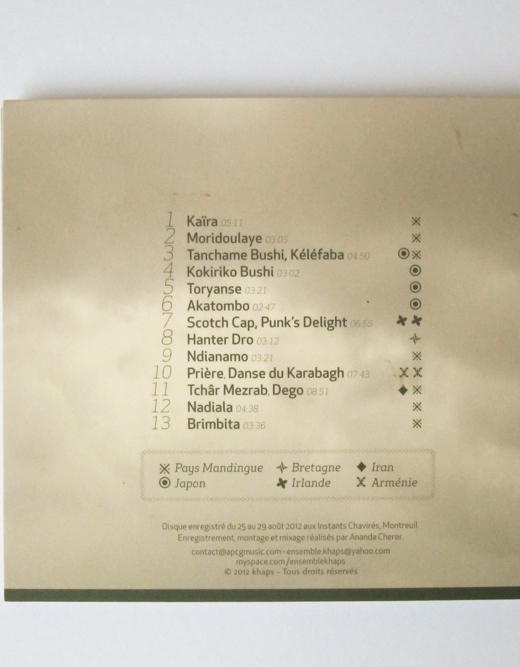 1 Kaïra 05:11
2 Moridoulaye 03:05
3 Tanchame Bushi, Kéléfaba 04:50
4 Kokiriko Bushi 03:02
5 Toryanse 03:21
6 Akatombo 02:47
7 Scotch Cap, Punk's Delight 06:55
8 Hanter Dro 03:12
9 Ndianamo 03:21
10 Prière, Danse du Karabagh 07:43
11 Tchâr Mezrab, Dego 08:51
12 Nadiala 04:38
13 Brimbita 03:36
Pays Mandingue Bretagne Iran
Japon Irlande Arménie
Disque enregistré du 25 au 29 août 2012 aux Instants Chavirés, Montreuil.
Enregistrement, montage et mixage réalisés par Ananda Cherer.
contact@apcgmusic.com - ensemble.khaps@yahoo.com
myspace.com/ensemblekhaps
© 2012 khaps - Tous droits réservés